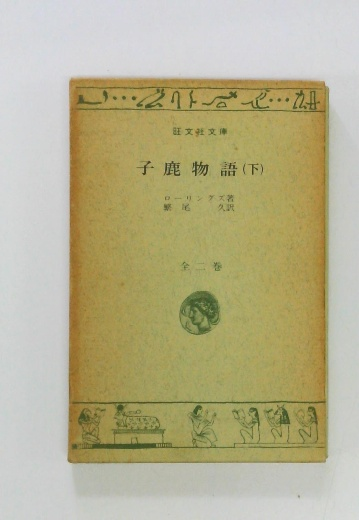 旺文社文庫
子鹿物語(下)
ローリングズ著
鱒尾 久訳
全二巻